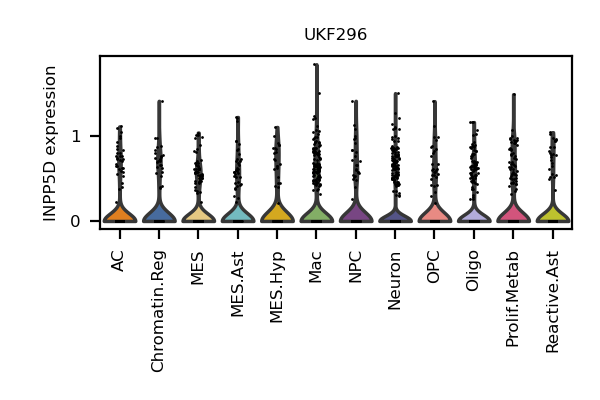 UKF296
INPP5D expression
1
0
AC
Chromatin.Reg
MES
MES.Ast
MES.Hyp
Mac
NPC
Neuron
OPC
Oligo
Prolif.Metab
Reactive.Ast